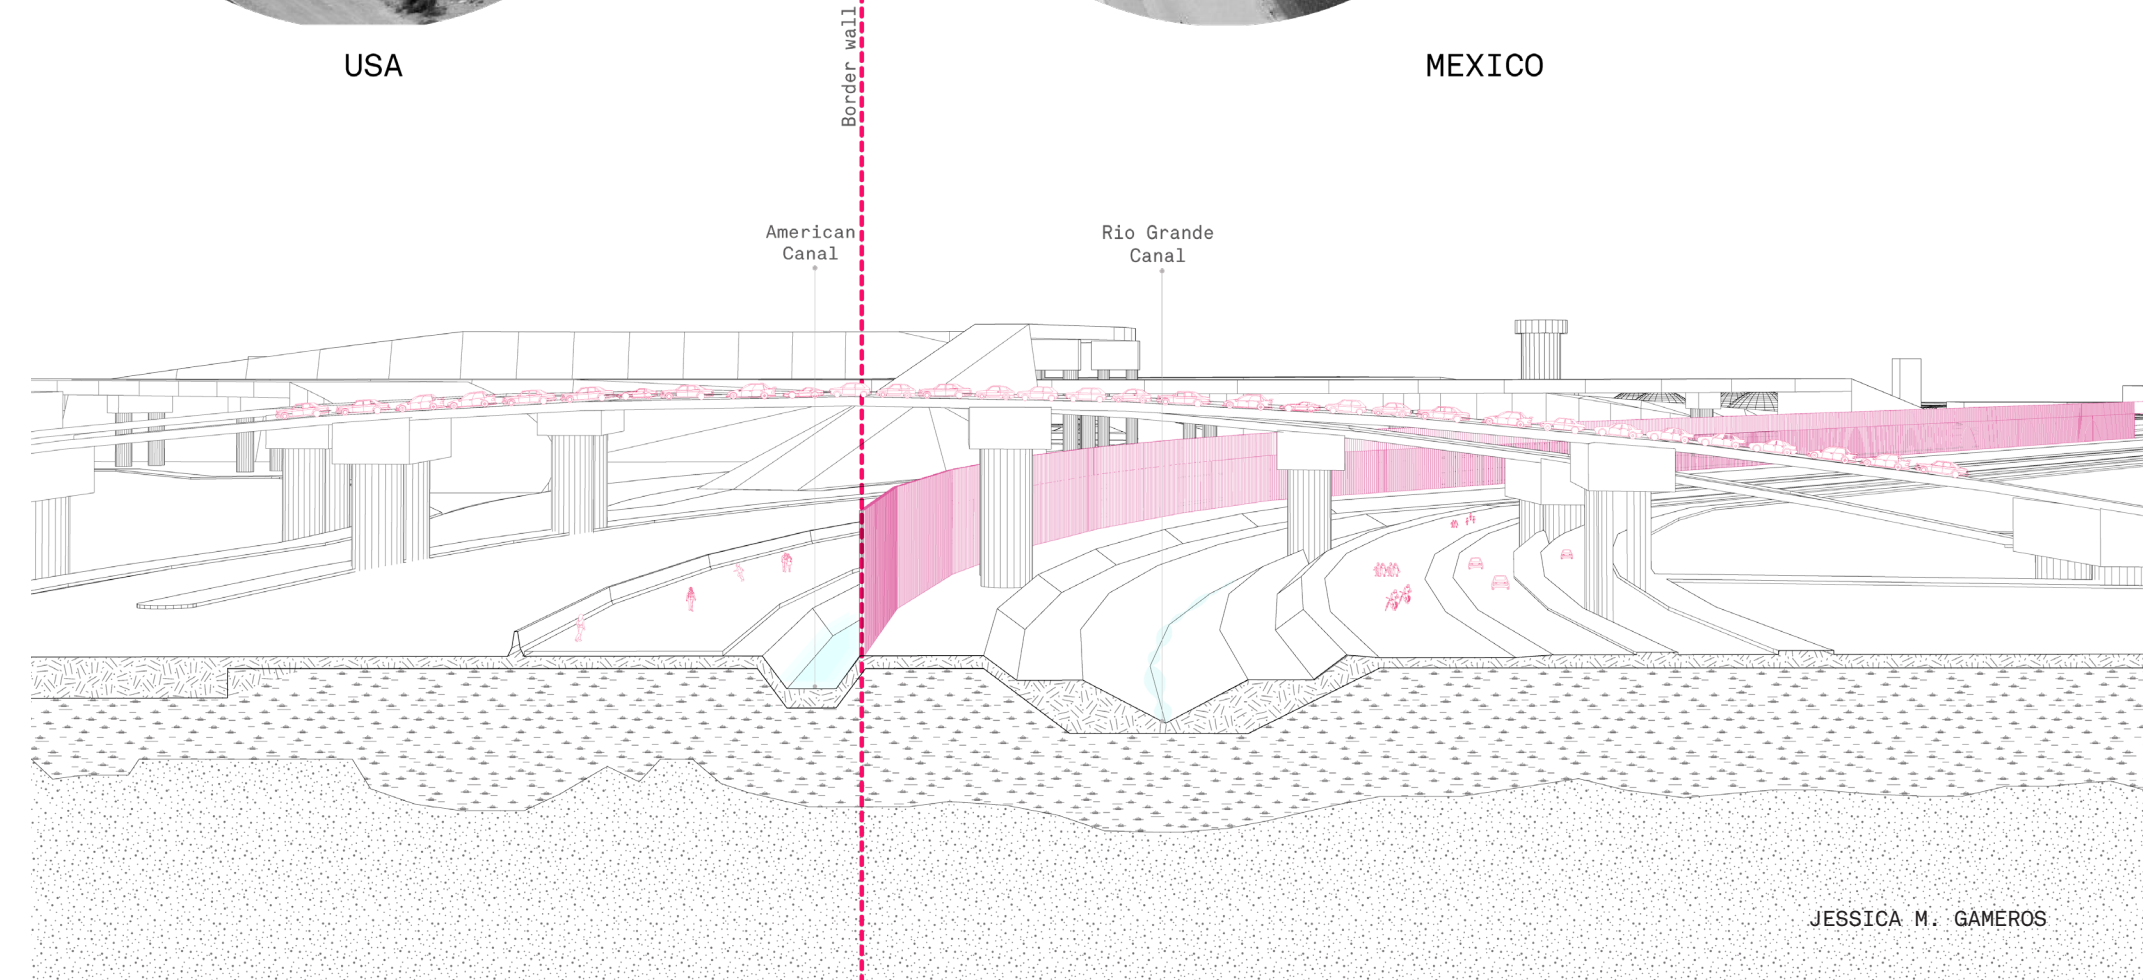 USA
MEXICO
Border wall
American
Canal
Rio Grande
Canal
JESSICA M. GAMEROS